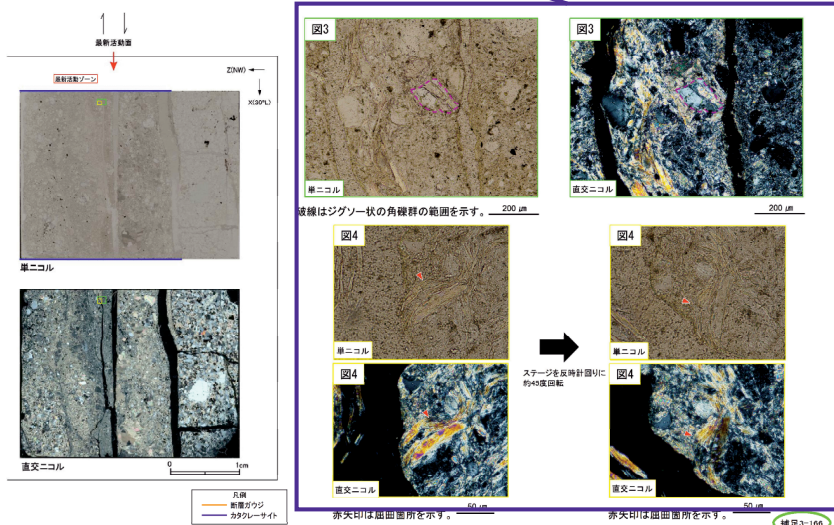 最新活動面
Z(NW)
X(30°L)
最新活動ゾーン
単ニコル
直交ニコル
0 1cm
凡例
断層ガウジ
カタクレーサイト
図3
単ニコル
図3
直交ニコル
破線はジグソー状の角礫群の範囲を示す。
200 μm
200 μm
図4
単ニコル
図4
単ニコル
ステージを反時計回りに
約45度回転
図4
直交ニコル
図4
直交ニコル
50 μm
50 μm
赤矢印は屈曲箇所を示す。
赤矢印は屈曲箇所を示す。
補足3-166